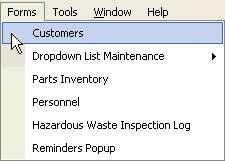 Forms Tools Window Help
Customers
Dropdown List Maintenance
Parts Inventory
Personnel
Hazardous Waste Inspection Log
Reminders Popup